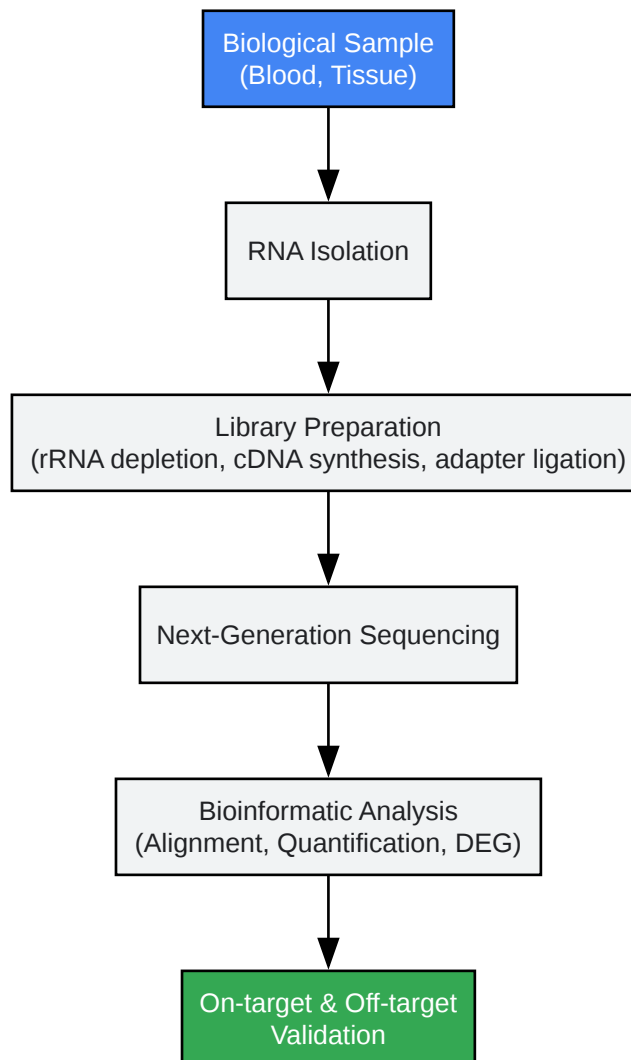 Biological Sample
(Blood, Tissue)
RNA Isolation
Library Preparation
(rRNA depletion, cDNA synthesis, adapter ligation)
Next-Generation Sequencing
Bioinformatic Analysis
(Alignment, Quantification, DEG)
On-target & Off-target
Validation